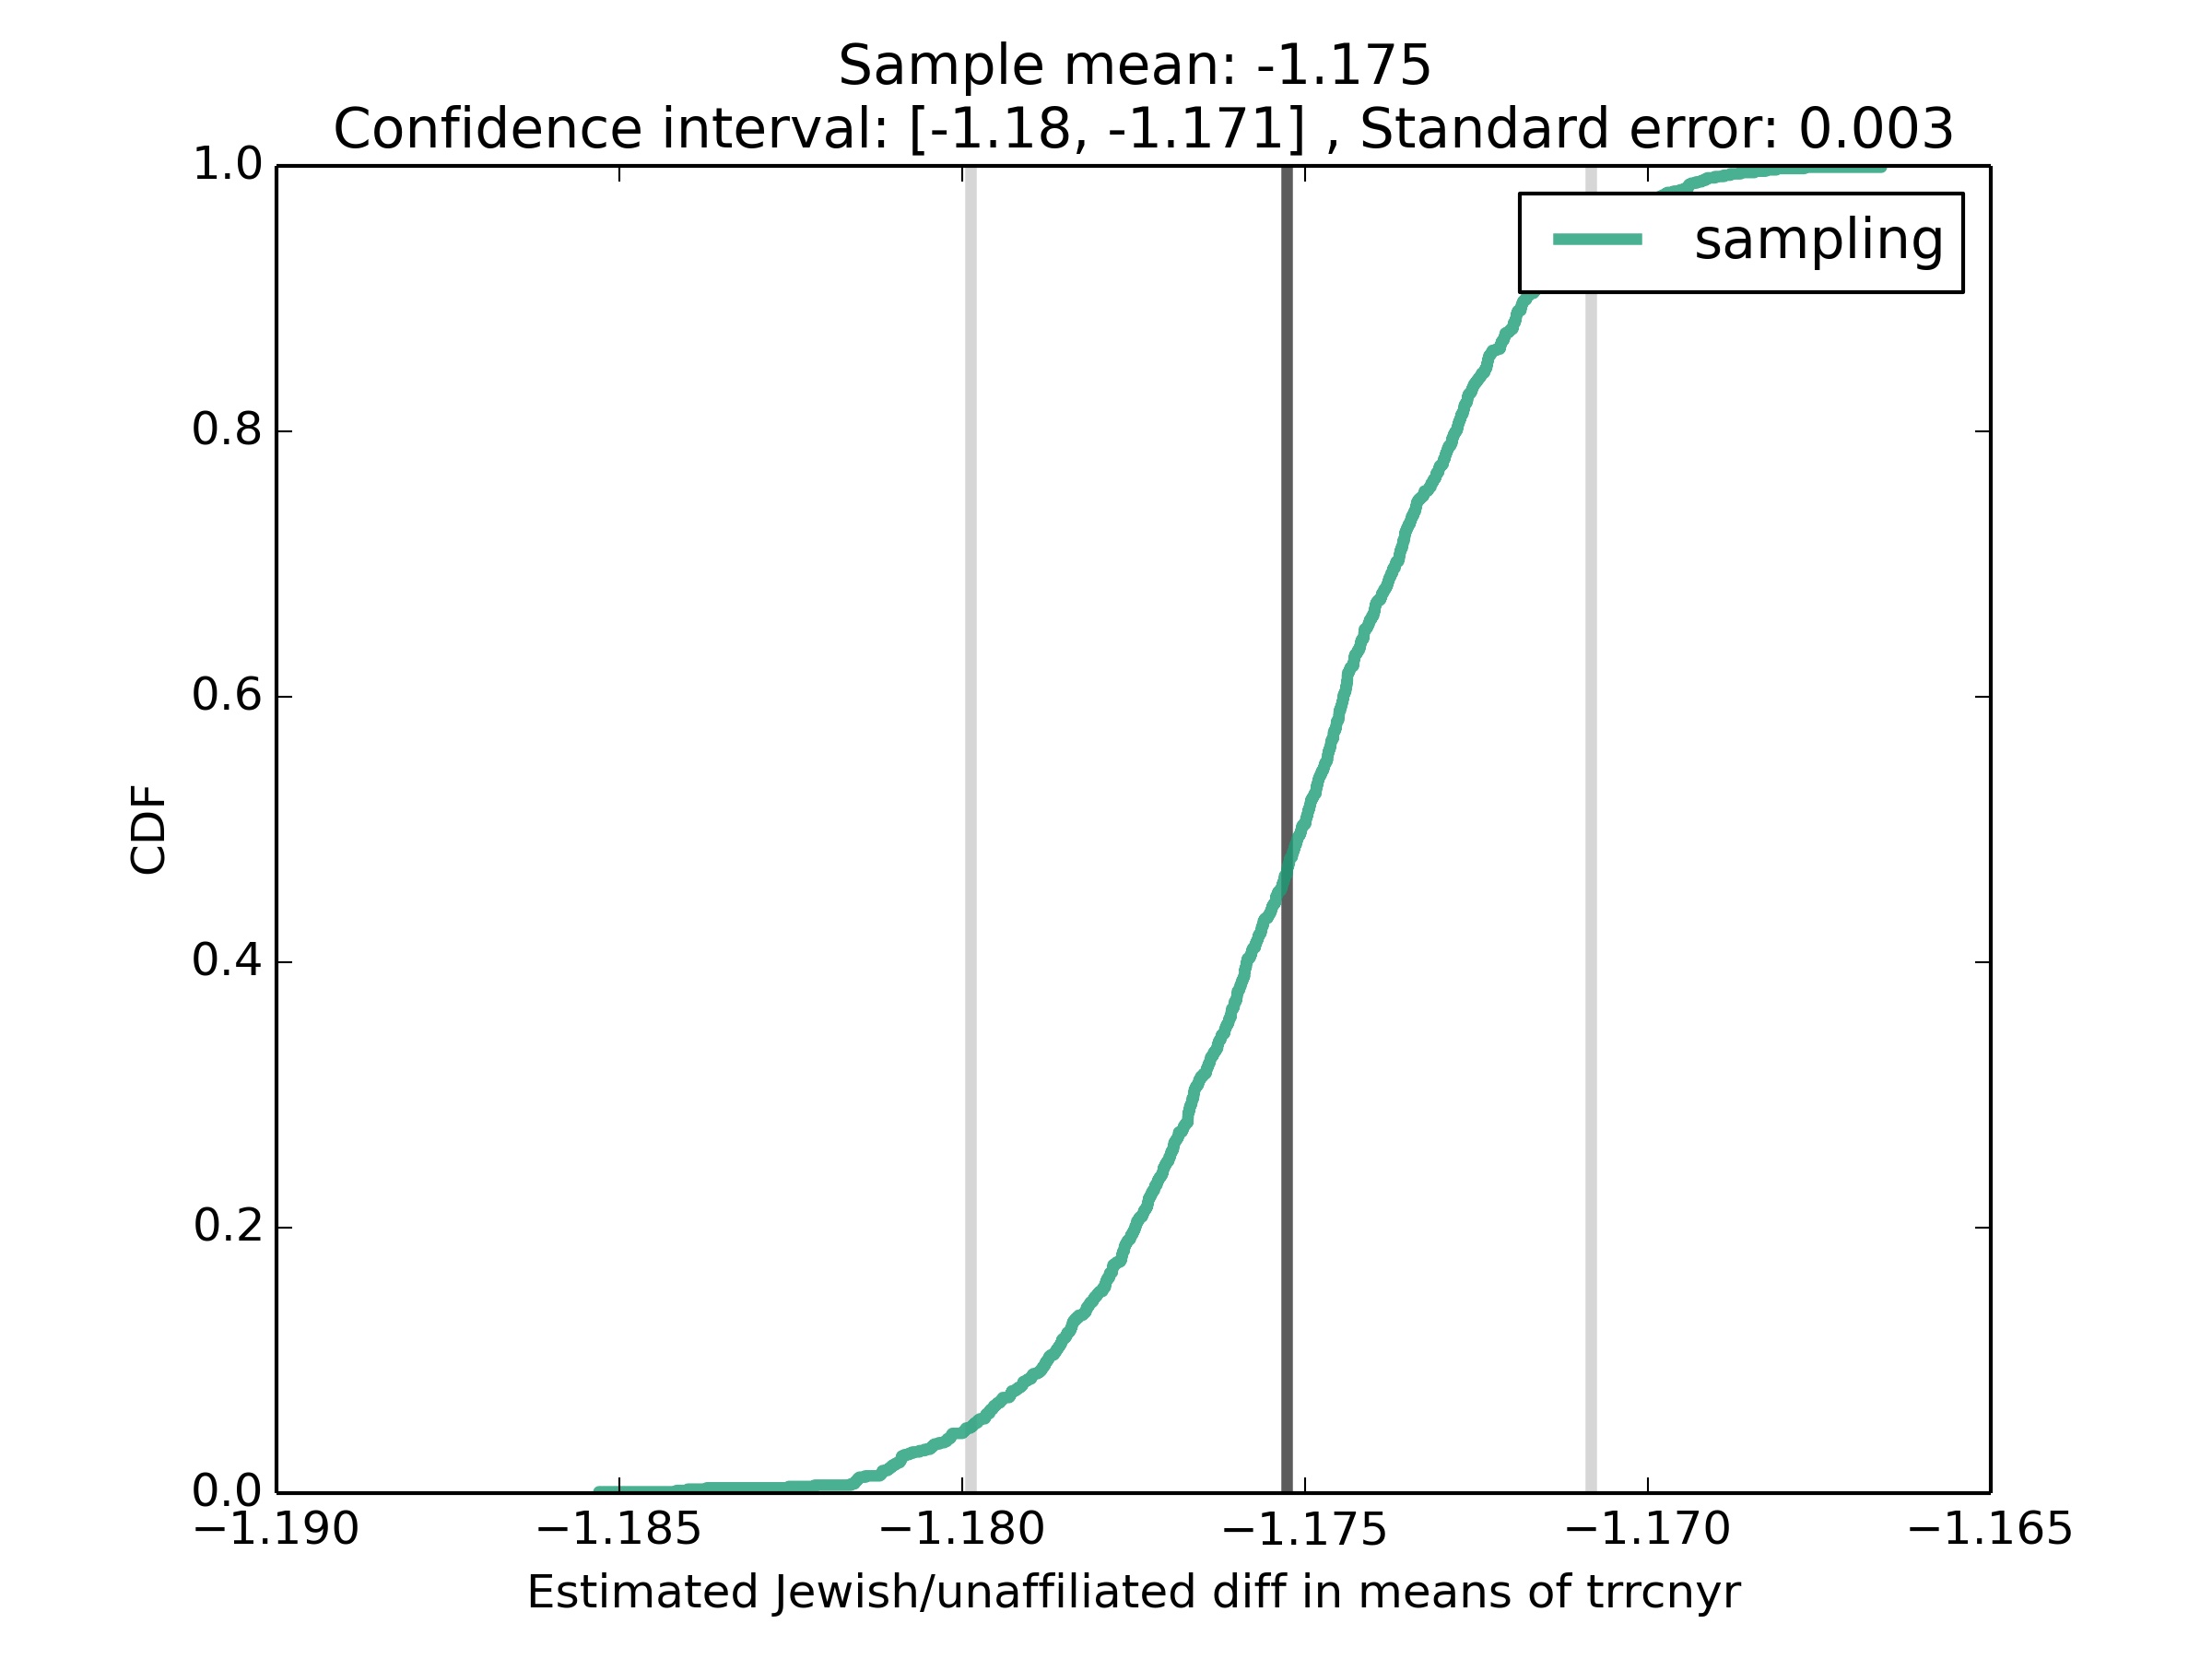 Sample mean: -1.175
Confidence interval: [-1.18, -1.171] , Standard error: 0.003
1.0
sampling
0.8
0.6
CDF
0.4
0.2
0.0
−1.190 −1.185 −1.180 −1.175 −1.170 −1.165
Estimated Jewish/unaffiliated diff in means of trrcnyr